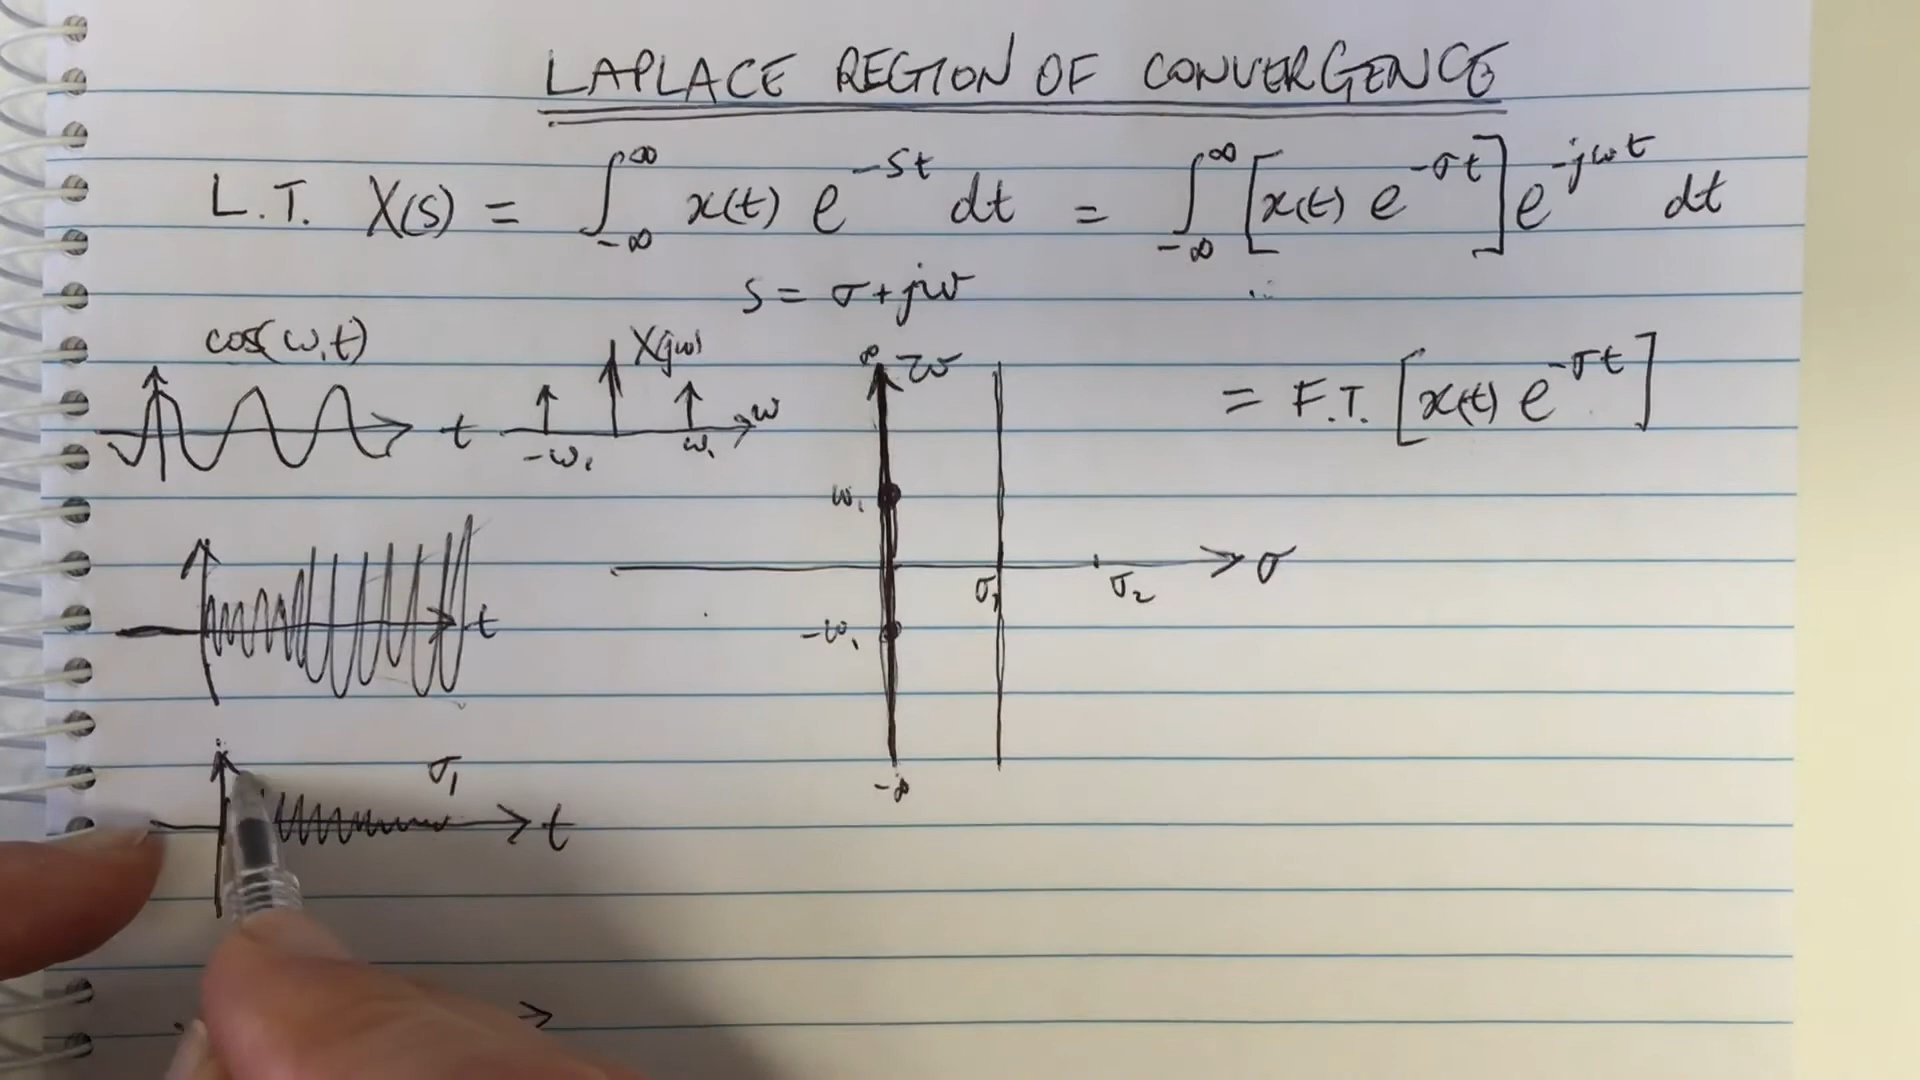 LAPLACE REGION OF CONVERGENCE
L.T. X(s) = ∫_{-∞}^{∞} x(t) e^{-st} dt = ∫_{-∞}^{∞} [x(t) e^{-σt}] e^{-jωt} dt
s = σ+jω
cos(ω₁t)
X(jω)
t
-ω₁ ω₁ ω
= F.T. [x(t) e^{-σt}]
∞ ω
ω₁
σ
σ₁ σ₂
-ω₁
-∞
t
σ₁
t